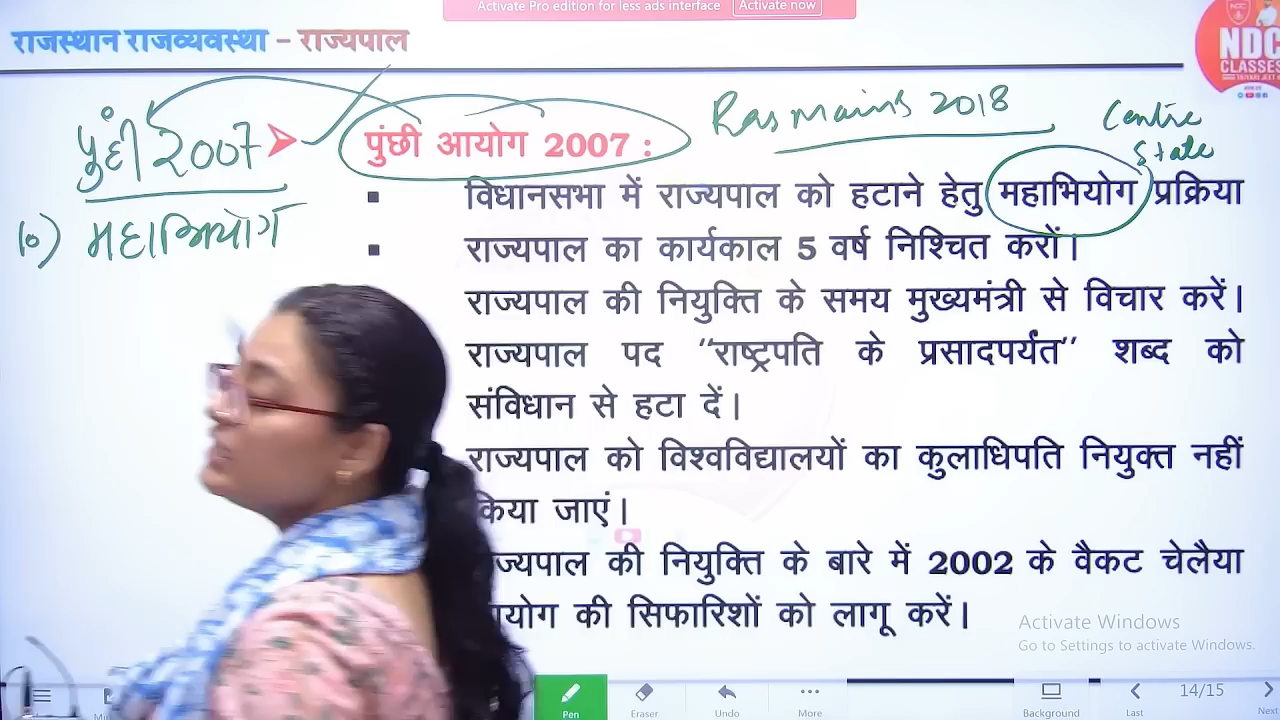 Activate Pro edition for less ads interface Activate now
राजस्थान राजव्यवस्था – राज्यपाल
NDC
CLASSES
2007
पुंछी आयोग 2007 :
Ras mains 2018
Centre
State
विधानसभा में राज्यपाल को हटाने हेतु महाभियोग प्रक्रिया
महाभियोग
राज्यपाल का कार्यकाल 5 वर्ष निश्चित करों।
राज्यपाल की नियुक्ति के समय मुख्यमंत्री से विचार करें।
राज्यपाल पद “राष्ट्रपति के प्रसादपर्यंत” शब्द को
संविधान से हटा दें।
राज्यपाल को विश्वविद्यालयों का कुलाधिपति नियुक्त नहीं
किया जाएं।
ज्यपाल की नियुक्ति के बारे में 2002 के वैकट चेलैया
योग की सिफारिशों को लागू करें।
Activate Windows
Go to Settings to activate Windows.
Pen Eraser Undo More Background Last 14/15 Next